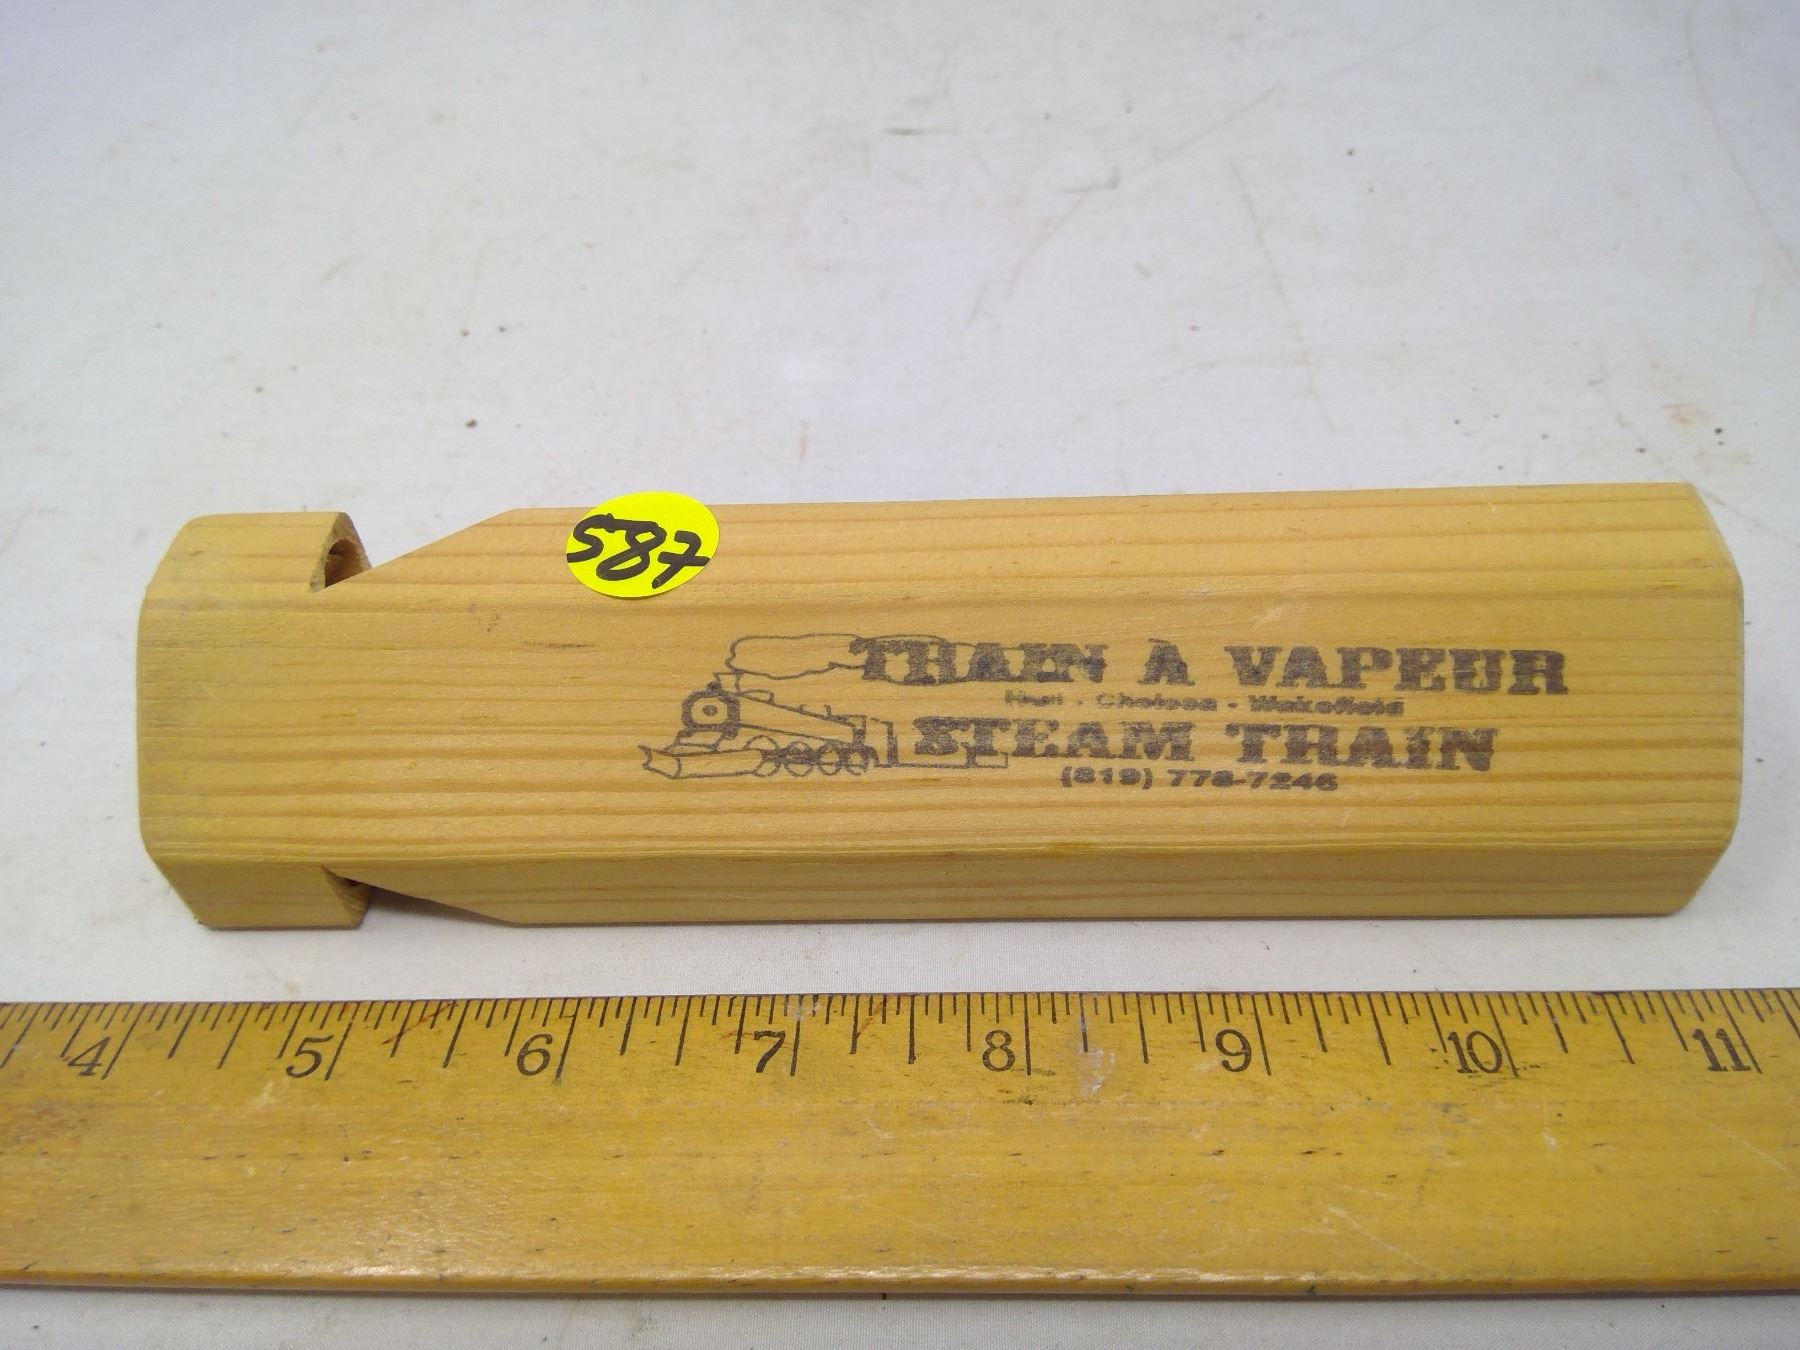 587
TRAIN À VAPEUR
Hull - Chelsea - Wakefield
STEAM TRAIN
(819) 778-7246
4 5 6 7 8 9 10 11